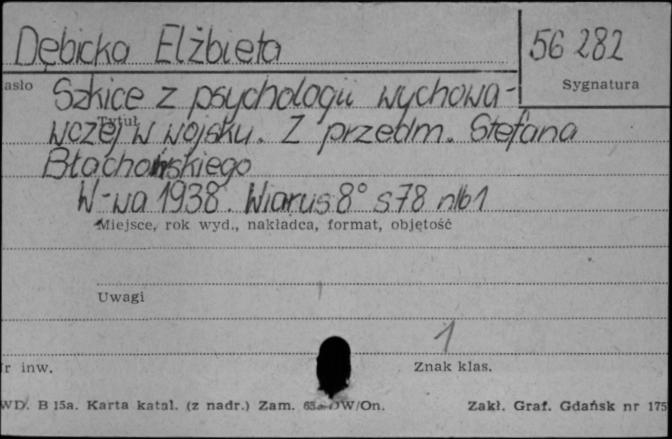 Dębicka Elżbieta
56 282
asło
Sygnatura
Szkice z psychologii wychowa-
Tytuł
wczej w wojsku. Z przedm. Stefana
Błachowskiego
W-wa 1938. Wiarus 8° s 78 nlb 1
Miejsce, rok wyd., nakładca, format, objętość
Uwagi
1
r inw.
Znak klas.
WD. B 15a. Karta katal. (z nadr.) Zam. OW/On.
Zakł. Graf. Gdańsk nr 175